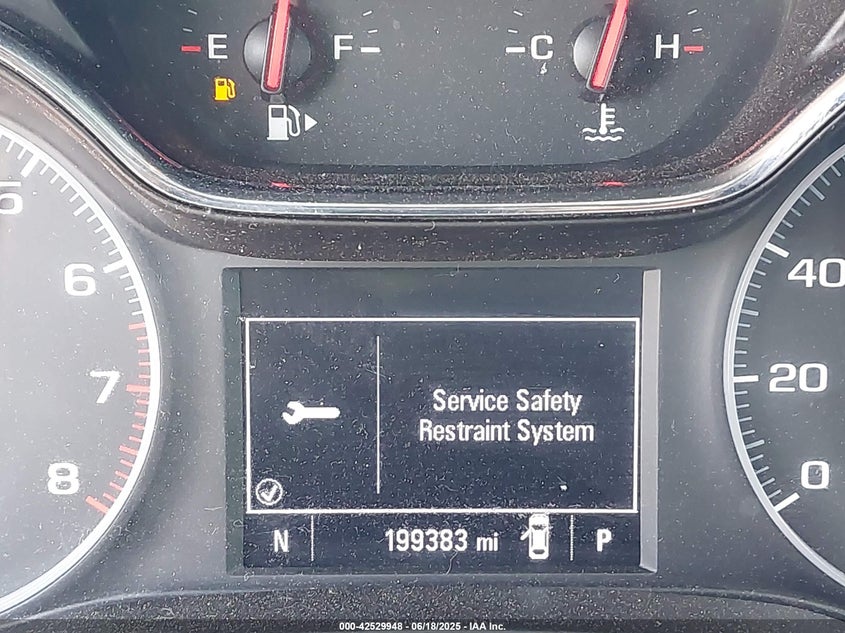 E F C H
5
6
7
8
40
20
0
Service Safety
Restraint System
N 199383 mi P
000-42529948 - 06/18/2025 - IAA Inc.